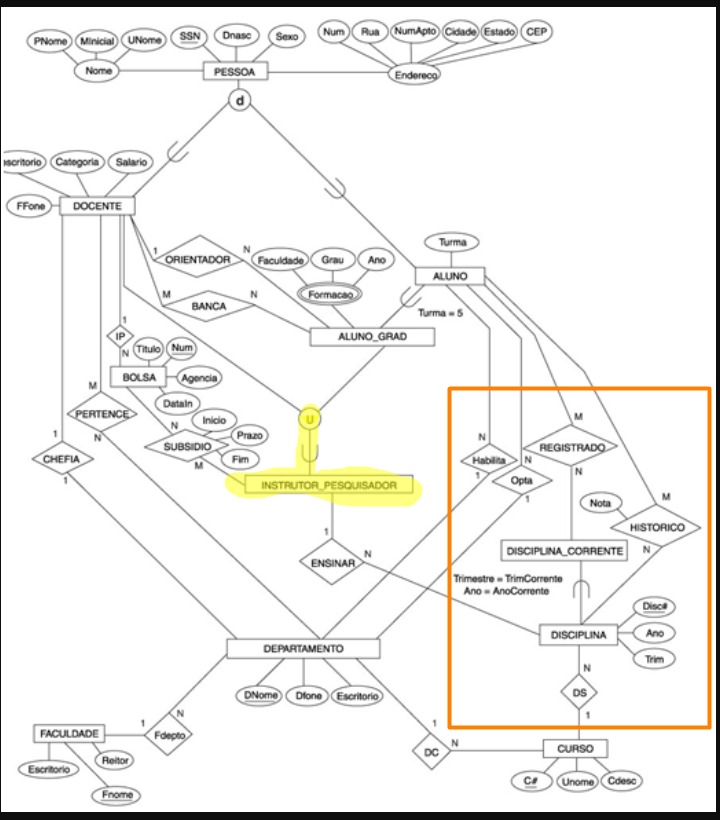 PNome MInicial UNome SSN Dnasc Sexo Num Rua NumApto Cidade Estado CEP
Nome PESSOA Endereco
d
Categoria Salario
FFone DOCENTE
Turma
1 ORIENTADOR N Faculdade Grau Ano
ALUNO
Formacao
M BANCA N
Turma = 5
1
IP
N
ALUNO_GRAD
Titulo Num
BOLSA Agencia
DataIn
M
PERTENCE
N
Inicio
N
SUBSIDIO
M
Prazo
Fim
U
1
CHEFIA
1
INSTRUTOR_PESQUISADOR
N
Habilita
1
N
Opta
1
M
REGISTRADO
N
Nota
M
HISTORICO
N
DISCIPLINA_CORRENTE
1
ENSINAR N
Trimestre = TrimCorrente
Ano = AnoCorrente
Disc#
DISCIPLINA Ano
Trim
DEPARTAMENTO
DNome Dfone Escritorio
N
DS
1
FACULDADE 1 N
Fdepto
Escritorio Reitor
Fnome
1
DC N
CURSO
C# Unome Cdesc